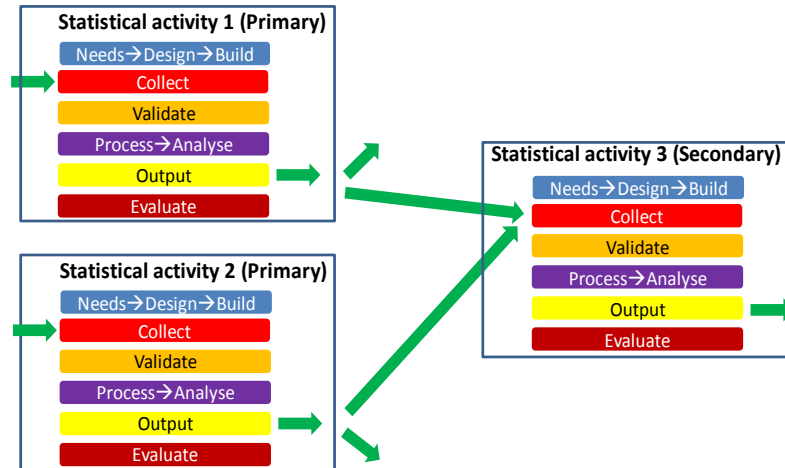 Statistical activity 1 (Primary)
Needs→Design→Build
Collect
Validate
Process→Analyse
Output
Evaluate
Statistical activity 2 (Primary)
Needs→Design→Build
Collect
Validate
Process→Analyse
Output
Evaluate
Statistical activity 3 (Secondary)
Needs→Design→Build
Collect
Validate
Process→Analyse
Output
Evaluate